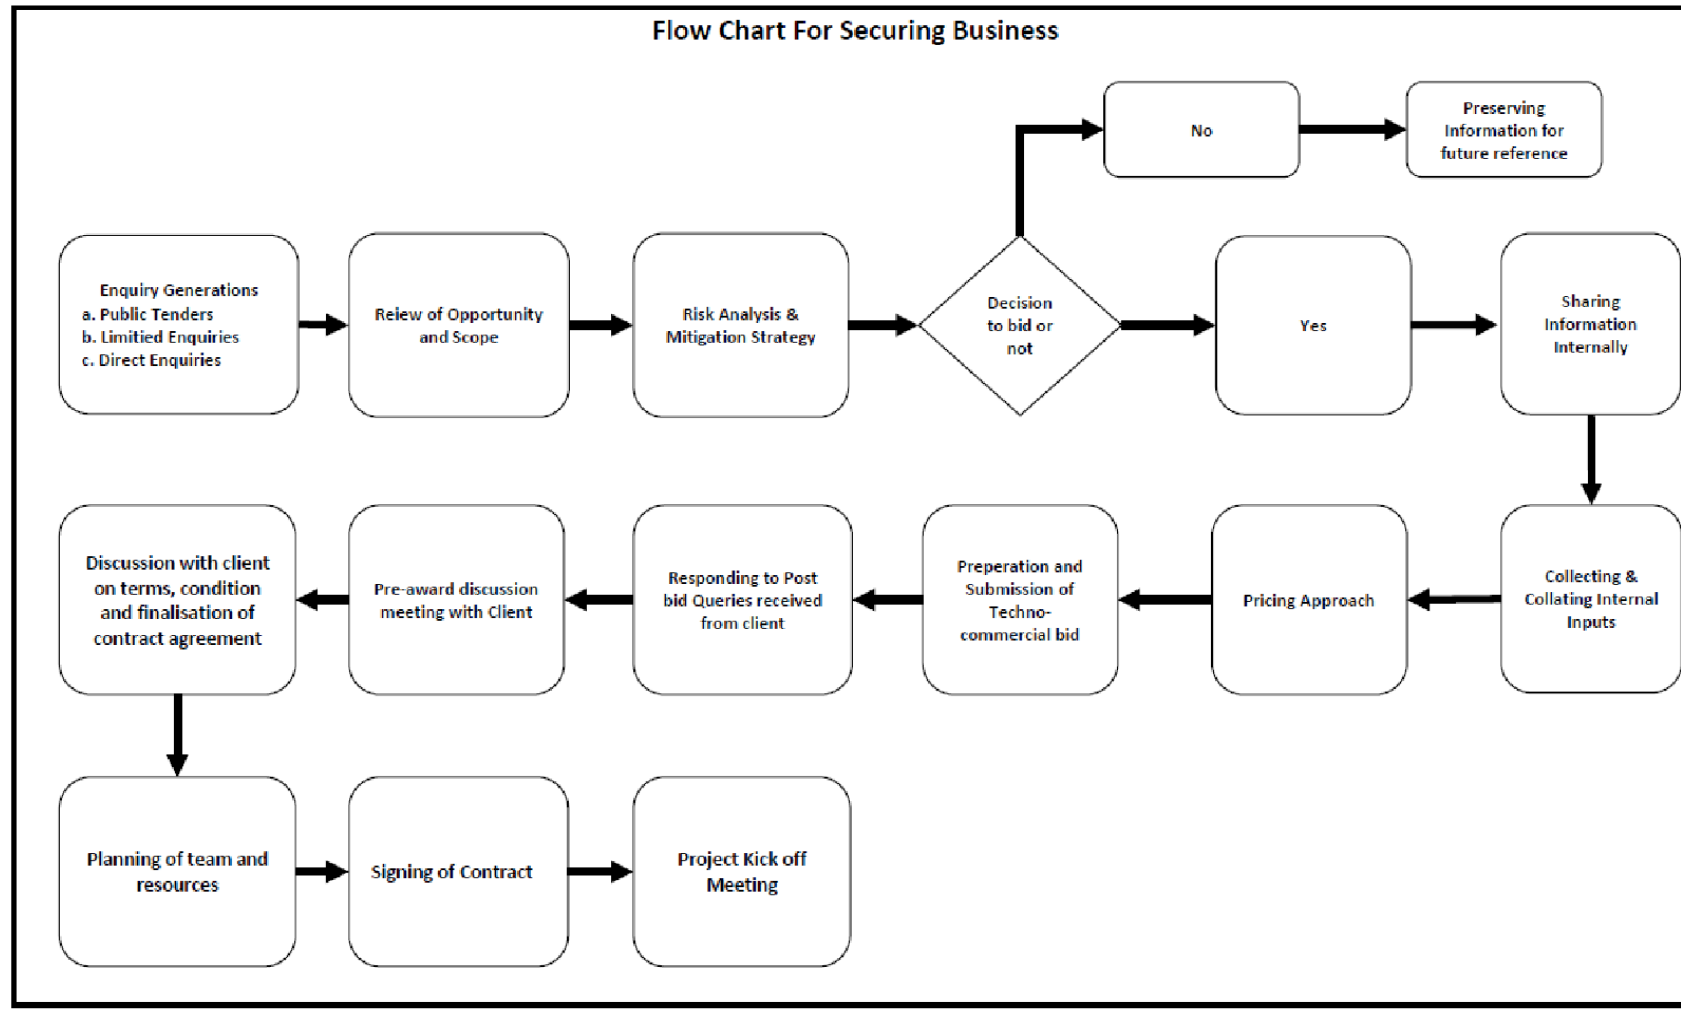 Flow Chart For Securing Business
No
Preserving
Information for
future reference
Enquiry Generations
a. Public Tenders
b. Limitied Enquiries
c. Direct Enquiries
Reiew of Opportunity
and Scope
Risk Analysis &
Mitigation Strategy
Decision
to bid or
not
Yes
Sharing
Information
Internally
Collecting &
Collating Internal
Inputs
Pricing Approach
Preperation and
Submission of
Techno-
commercial bid
Responding to Post
bid Queries received
from client
Pre-award discussion
meeting with Client
Discussion with client
on terms, condition
and finalisation of
contract agreement
Planning of team and
resources
Signing of Contract
Project Kick off
Meeting